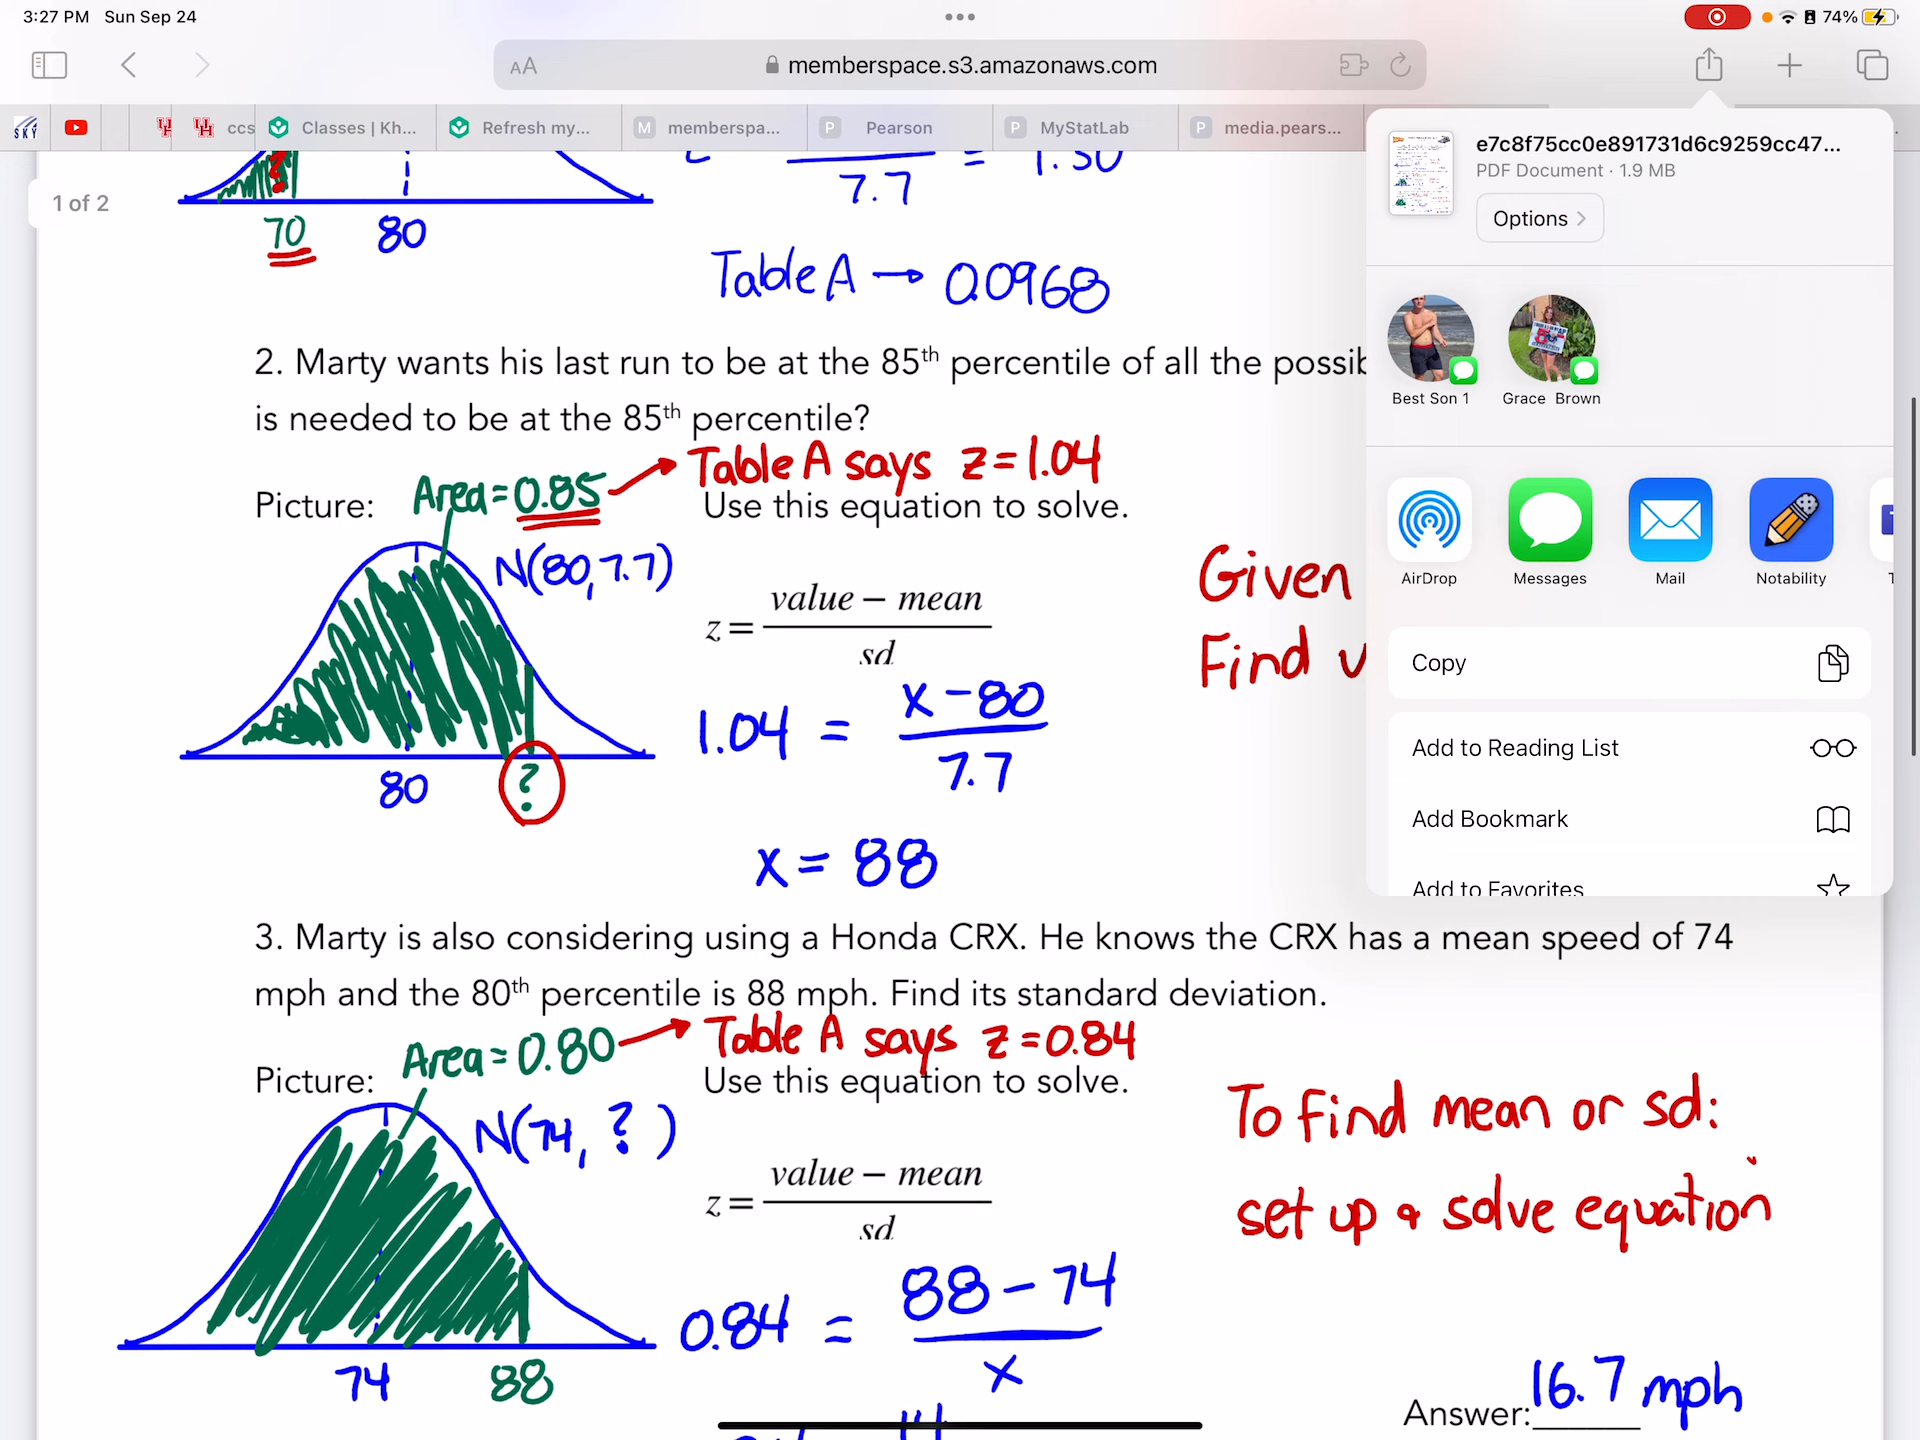 3:27 PM Sun Sep 24
74%
AA
memberspace.s3.amazonaws.com
SKY
ccs
Classes | Kh...
Refresh my...
M memberspa...
P Pearson
P MyStatLab
P media.pears...
1 of 2
70 80
7.7
Table A → 0.0968
2. Marty wants his last run to be at the 85th percentile of all the possib
is needed to be at the 85th percentile?
Table A says z=1.04
Area=0.85
Picture:
Use this equation to solve.
N(80,7.7)
z = value − mean / sd
Given
Find v
1.04 = x - 80 / 7.7
80 ?
x = 88
3. Marty is also considering using a Honda CRX. He knows the CRX has a mean speed of 74
mph and the 80th percentile is 88 mph. Find its standard deviation.
Table A says z=0.84
Area=0.80
Picture:
Use this equation to solve.
N(74, ?)
z = value − mean / sd
To find mean or sd:
set up & solve equation
0.84 = 88 - 74 / x
74 88
14
Answer: 16.7 mph
e7c8f75cc0e891731d6c9259cc47...
PDF Document · 1.9 MB
Options
Best Son 1
Grace Brown
AirDrop
Messages
Mail
Notability
Copy
Add to Reading List
Add Bookmark
Add to Favorites